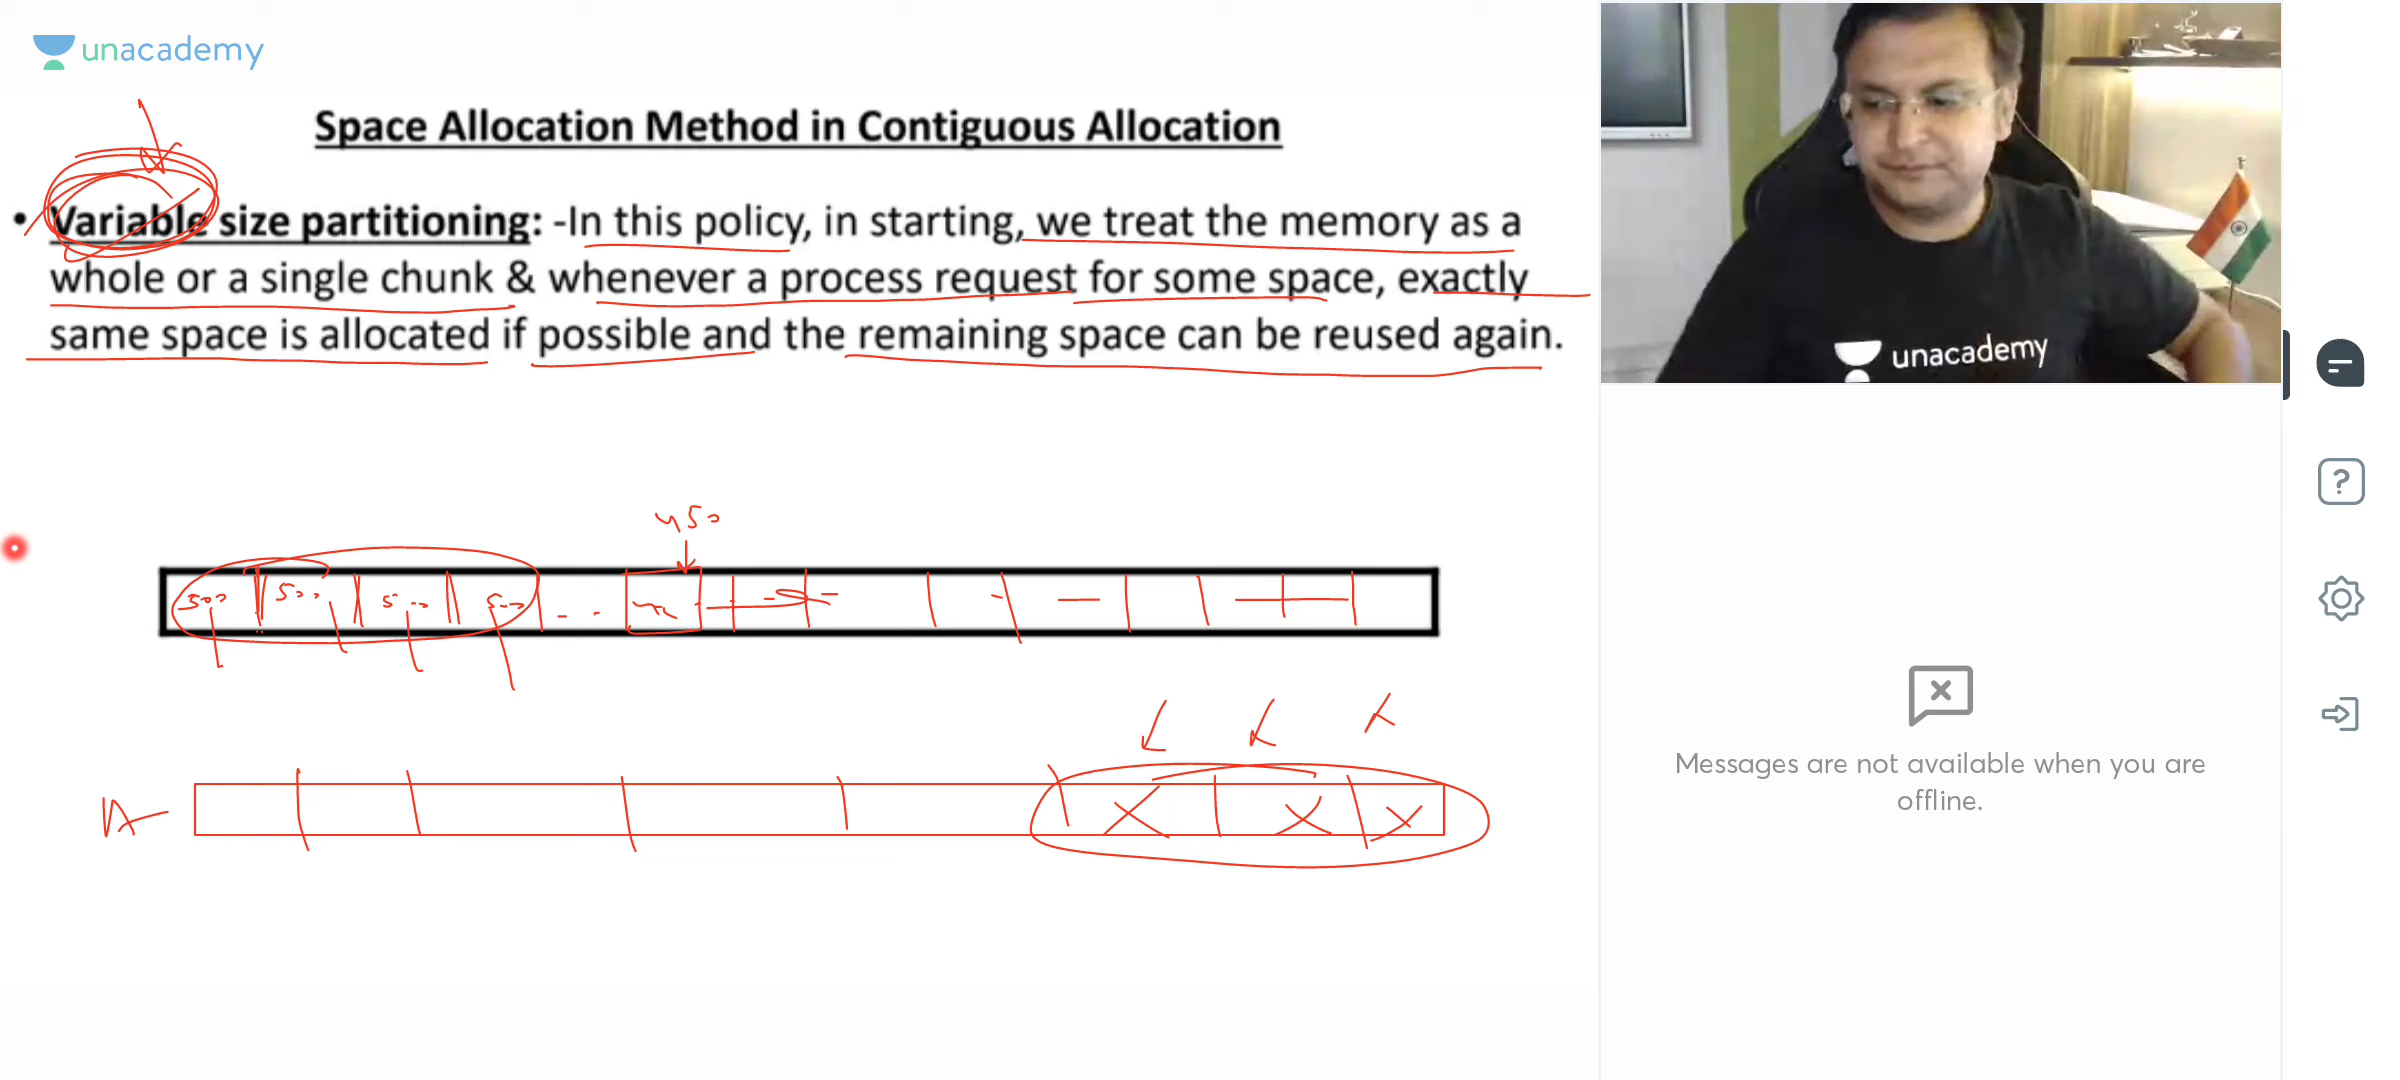 unacademy
Space Allocation Method in Contiguous Allocation
• Variable size partitioning: -In this policy, in starting, we treat the memory as a
whole or a single chunk & whenever a process request for some space, exactly
same space is allocated if possible and the remaining space can be reused again.
450
500 500
unacademy
?
Messages are not available when you are
offline.